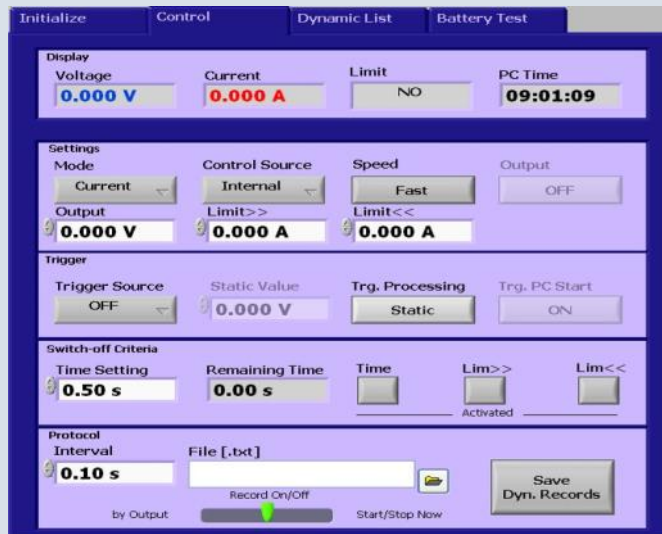 Initialize Control Dynamic List Battery Test
Display
Voltage Current Limit PC Time
0.000 V 0.000 A NO 09:01:09
Settings
Mode Control Source Speed Output
Current Internal Fast OFF
Output Limit>> Limit<<
0.000 V 0.000 A 0.000 A
Trigger
Trigger Source Static Value Trg. Processing Trg. PC Start
OFF 0.000 V Static ON
Switch-off Criteria
Time Setting Remaining Time Time Lim>> Lim<<
0.50 s 0.00 s
Activated
Protocol
Interval File [.txt]
0.10 s
Save
Dyn. Records
Record On/Off
by Output Start/Stop Now